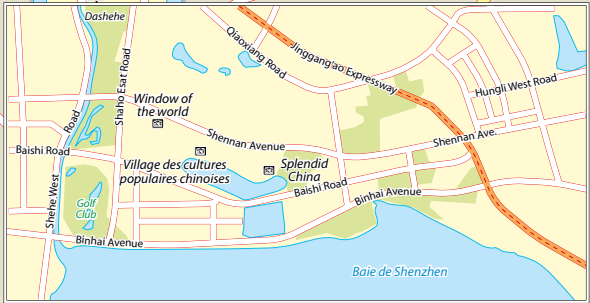 Dashehe
Qiaoxiang Road
Jinggang'ao Expressway
Hungli West Road
Shaho Esat Road
Window of
the world
Shennan Avenue
Shennan Ave.
Road
Baishi Road
Village des cultures
populaires chinoises
Splendid
China
Baishi Road
Binhai Avenue
Shehe West
Golf
Club
Binhai Avenue
Baie de Shenzhen